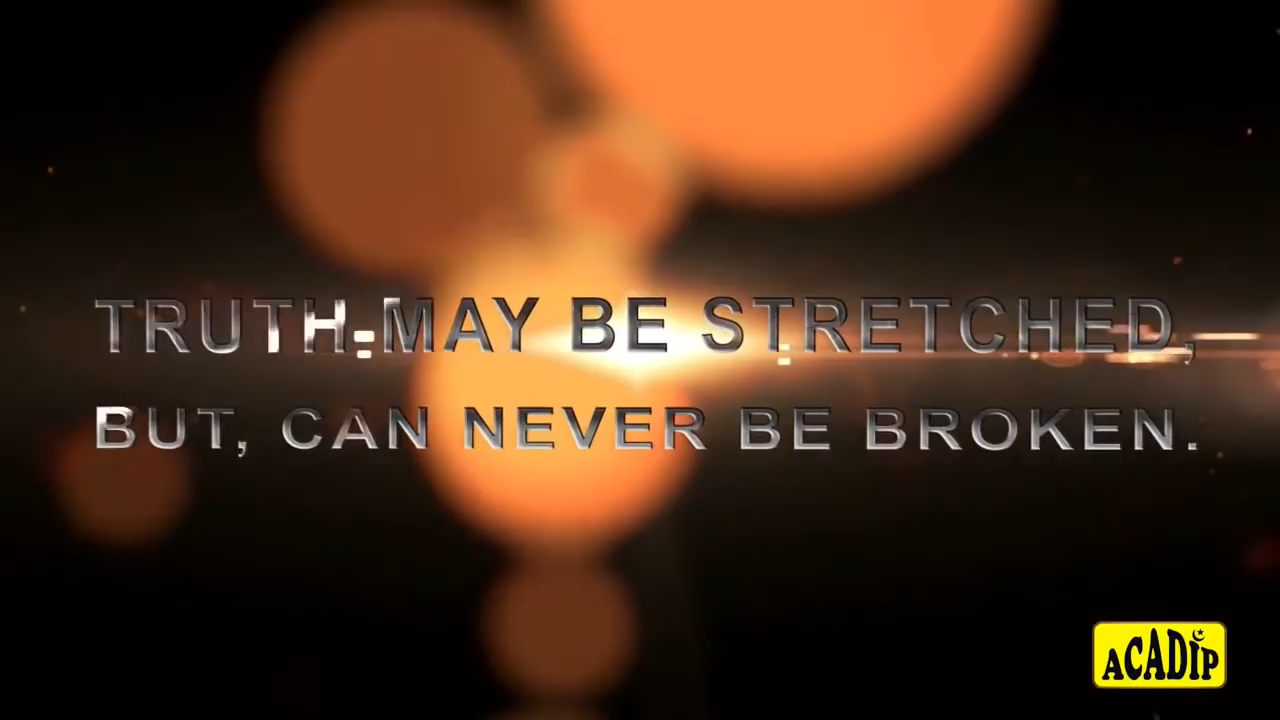 TRUTH MAY BE STRETCHED,
BUT, CAN NEVER BE BROKEN.
ACADIP